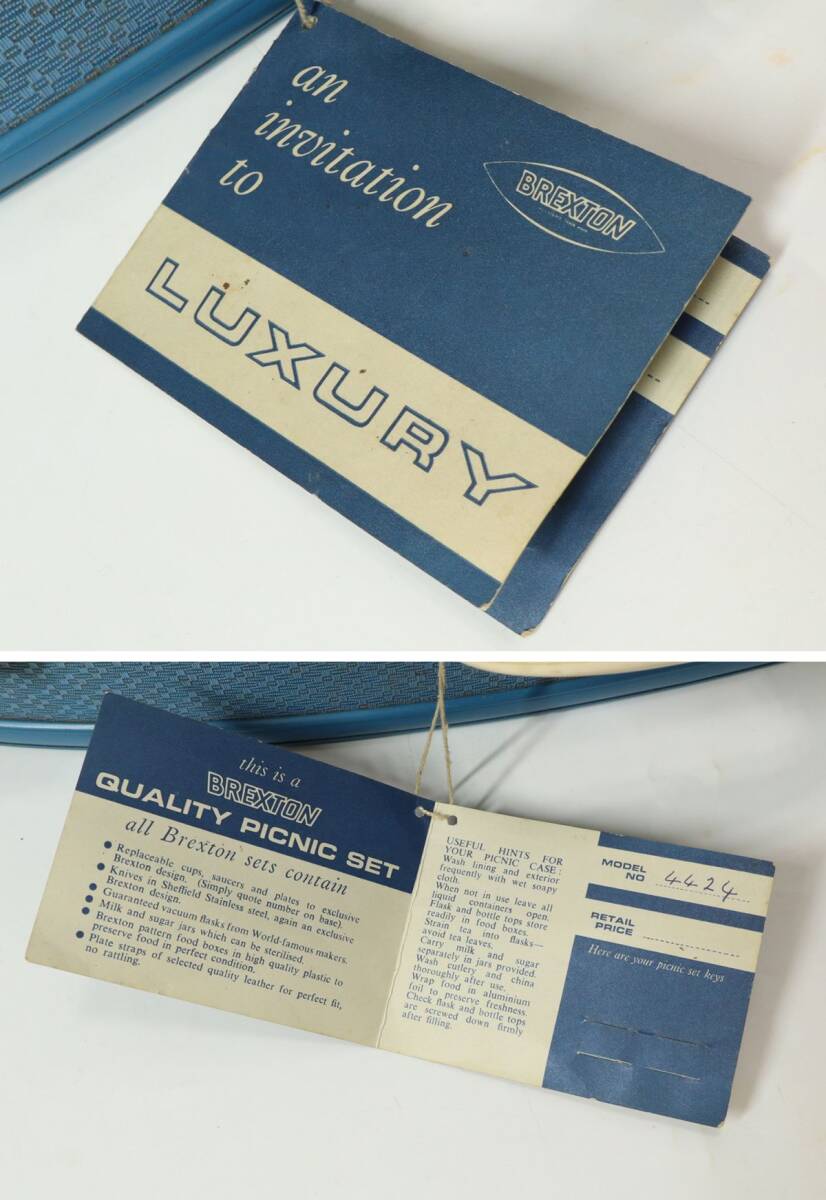 an
invitation
to
BREXTON
LUXURY
this is a
BREXTON
QUALITY PICNIC SET
all Brexton sets contain
● Replaceable cups, saucers and plates to exclusive
Brexton design. (Simply quote number on base).
● Knives in Sheffield Stainless steel, again an exclusive
Brexton design.
● Guaranteed vacuum flasks from World-famous makers.
● Milk and sugar jars which can be sterilised.
● Brexton pattern food boxes in high quality plastic to
preserve food in perfect condition.
● Plate straps of selected quality leather for perfect fit,
no rattling.
USEFUL HINTS FOR
YOUR PICNIC CASE:
Wash lining and exterior
frequently with wet soapy
cloth.
When not in use leave all
liquid containers open.
Flask and bottle tops store
readily in food boxes.
Strain tea into flasks—
avoid tea leaves.
Carry milk and sugar
separately in jars provided.
Wash cutlery and china
thoroughly after use.
Wrap food in aluminium
foil to preserve freshness.
Check flask and bottle tops
are screwed down firmly
after filling.
MODEL
NO 4424
RETAIL
PRICE
Here are your picnic set keys